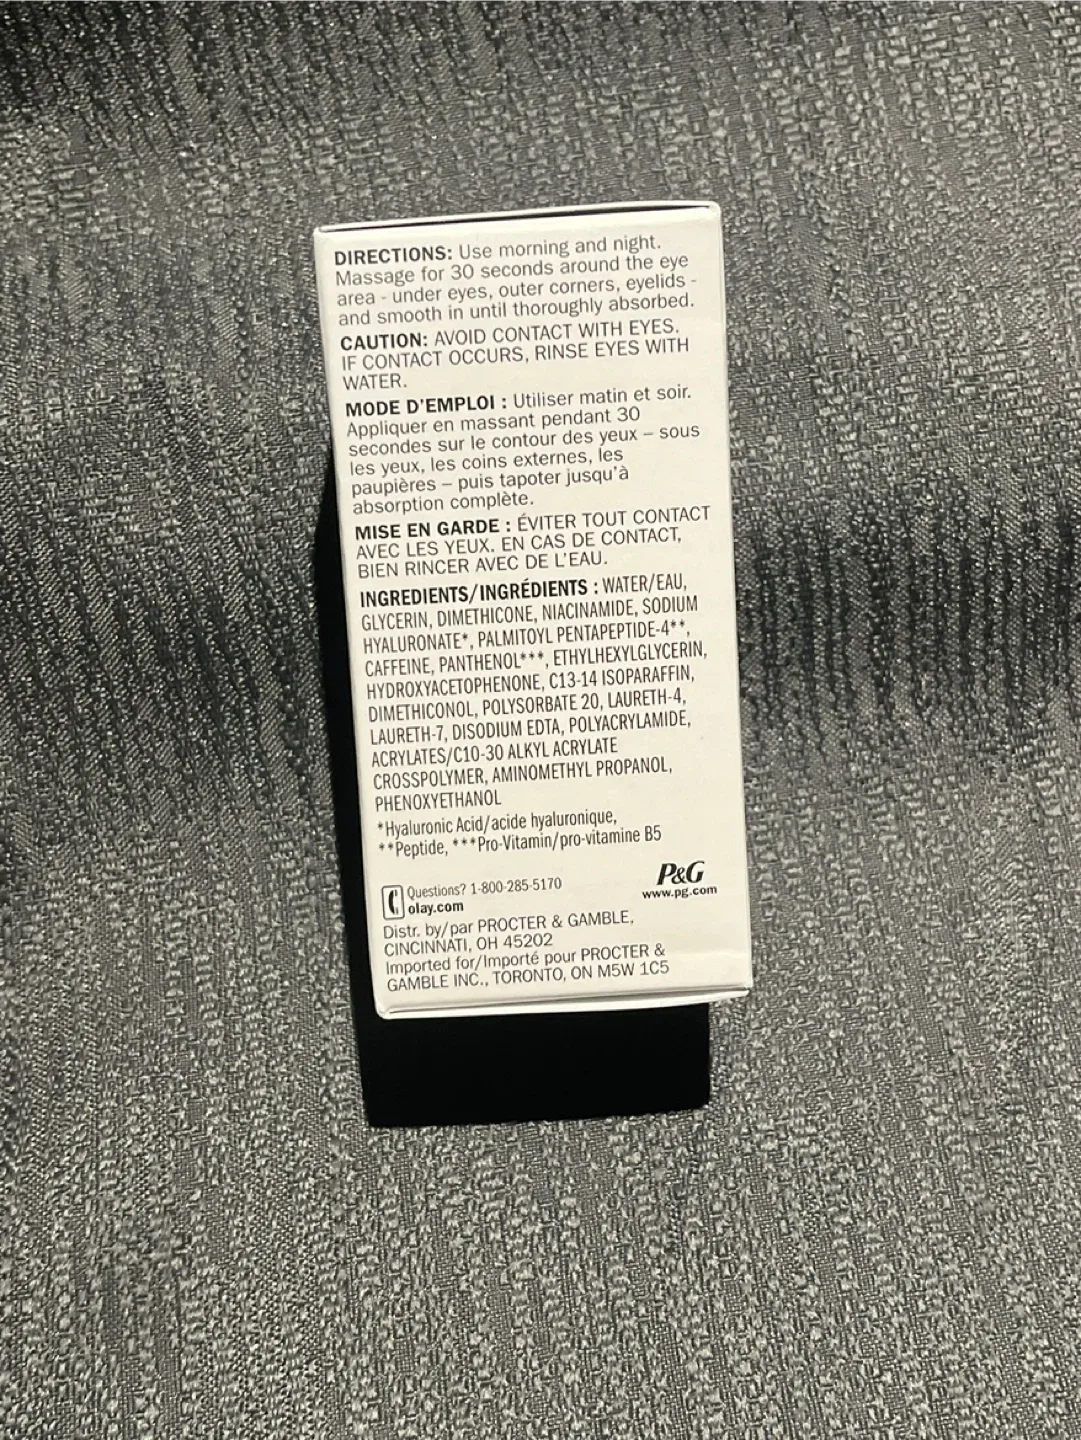 DIRECTIONS: Use morning and night.
Massage for 30 seconds around the eye
area - under eyes, outer corners, eyelids -
and smooth in until thoroughly absorbed.
CAUTION: AVOID CONTACT WITH EYES.
IF CONTACT OCCURS, RINSE EYES WITH
WATER.
MODE D'EMPLOI : Utiliser matin et soir.
Appliquer en massant pendant 30
secondes sur le contour des yeux – sous
les yeux, les coins externes, les
paupières – puis tapoter jusqu'à
absorption complète.
MISE EN GARDE : ÉVITER TOUT CONTACT
AVEC LES YEUX. EN CAS DE CONTACT,
BIEN RINCER AVEC DE L'EAU.
INGREDIENTS/INGRÉDIENTS : WATER/EAU,
GLYCERIN, DIMETHICONE, NIACINAMIDE, SODIUM
HYALURONATE*, PALMITOYL PENTAPEPTIDE-4**,
CAFFEINE, PANTHENOL***, ETHYLHEXYLGLYCERIN,
HYDROXYACETOPHENONE, C13-14 ISOPARAFFIN,
DIMETHICONOL, POLYSORBATE 20, LAURETH-4,
LAURETH-7, DISODIUM EDTA, POLYACRYLAMIDE,
ACRYLATES/C10-30 ALKYL ACRYLATE
CROSSPOLYMER, AMINOMETHYL PROPANOL,
PHENOXYETHANOL
*Hyaluronic Acid/acide hyaluronique,
**Peptide, ***Pro-Vitamin/pro-vitamine B5
Questions? 1-800-285-5170
olay.com
P&G
www.pg.com
Distr. by/par PROCTER & GAMBLE,
CINCINNATI, OH 45202
Imported for/Importé pour PROCTER &
GAMBLE INC., TORONTO, ON M5W 1C5